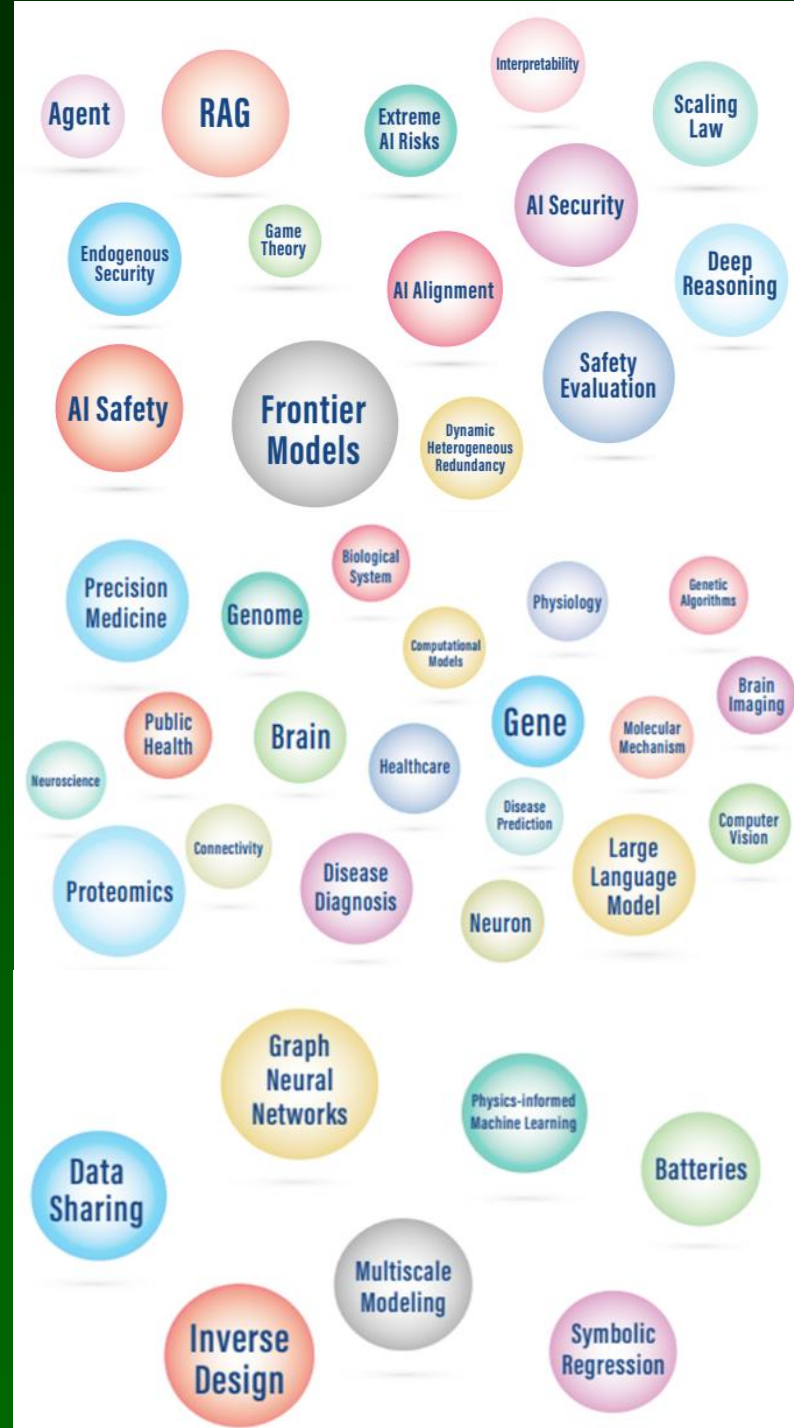 Interpretability
Agent
RAG
Extreme
AI Risks
Scaling
Law
AI Security
Endogenous
Security
Game
Theory
AI Alignment
Deep
Reasoning
AI Safety
Frontier
Models
Safety
Evaluation
Dynamic
Heterogeneous
Redundancy
Precision
Medicine
Genome
Biological
System
Computational
Models
Physiology
Genetic
Algorithms
Brain
Imaging
Public
Health
Brain
Gene
Molecular
Mechanism
Neuroscience
Healthcare
Disease
Prediction
Computer
Vision
Proteomics
Connectivity
Disease
Diagnosis
Neuron
Large
Language
Model
Graph
Neural
Networks
Physics-informed
Machine Learning
Data
Sharing
Batteries
Multiscale
Modeling
Inverse
Design
Symbolic
Regression